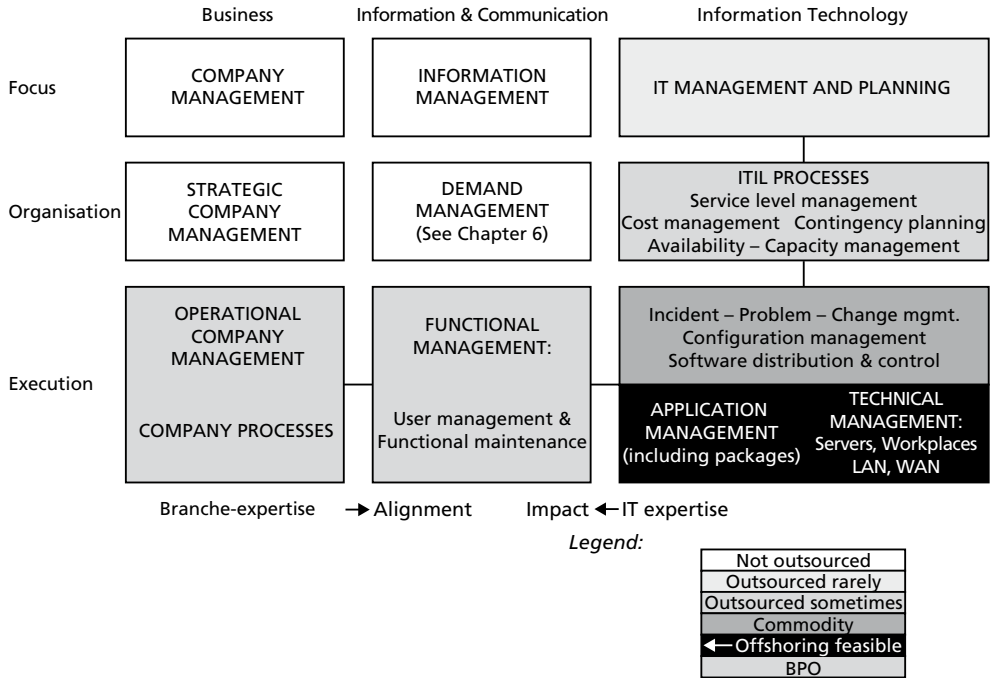 Business
Information & Communication
Information Technology
Focus
COMPANY
MANAGEMENT
INFORMATION
MANAGEMENT
IT MANAGEMENT AND PLANNING
Organisation
STRATEGIC
COMPANY
MANAGEMENT
DEMAND
MANAGEMENT
(See Chapter 6)
ITIL PROCESSES
Service level management
Cost management Contingency planning
Availability – Capacity management
Execution
OPERATIONAL
COMPANY
MANAGEMENT
COMPANY PROCESSES
FUNCTIONAL
MANAGEMENT:
User management &
Functional maintenance
Incident – Problem – Change mgmt.
Configuration management
Software distribution & control
APPLICATION
MANAGEMENT
(including packages)
TECHNICAL
MANAGEMENT:
Servers, Workplaces
LAN, WAN
Branche-expertise → Alignment Impact ← IT expertise
Legend:
Not outsourced
Outsourced rarely
Outsourced sometimes
Commodity
← Offshoring feasible
BPO